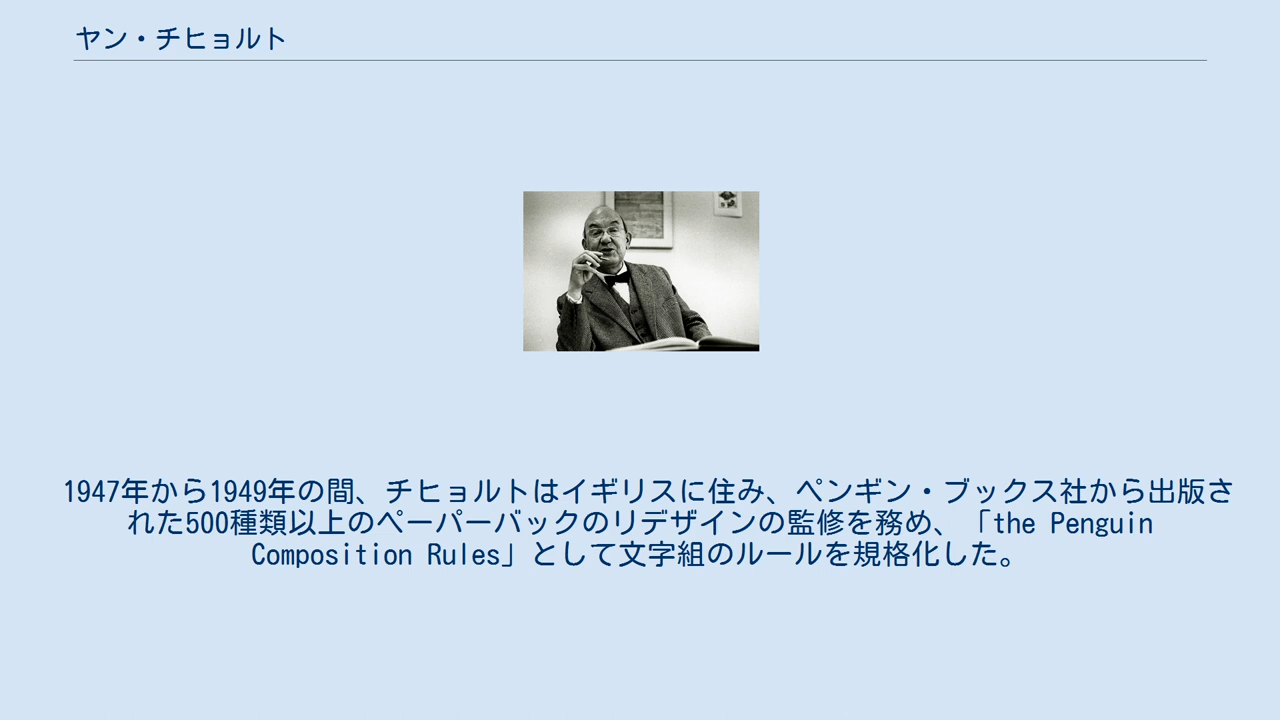 ヤン・チヒョルト
1947年から1949年の間、チヒョルトはイギリスに住み、ペンギン・ブックス社から出版さ
れた500種類以上のペーパーバックのリデザインの監修を務め、「the Penguin
Composition Rules」として文字組のルールを規格化した。